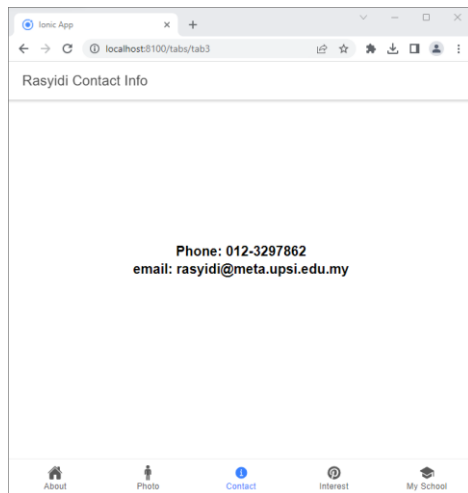 Ionic App
localhost:8100/tabs/tab3
Rasyidi Contact Info
Phone: 012-3297862
email: rasyidi@meta.upsi.edu.my
About Photo Contact Interest My School